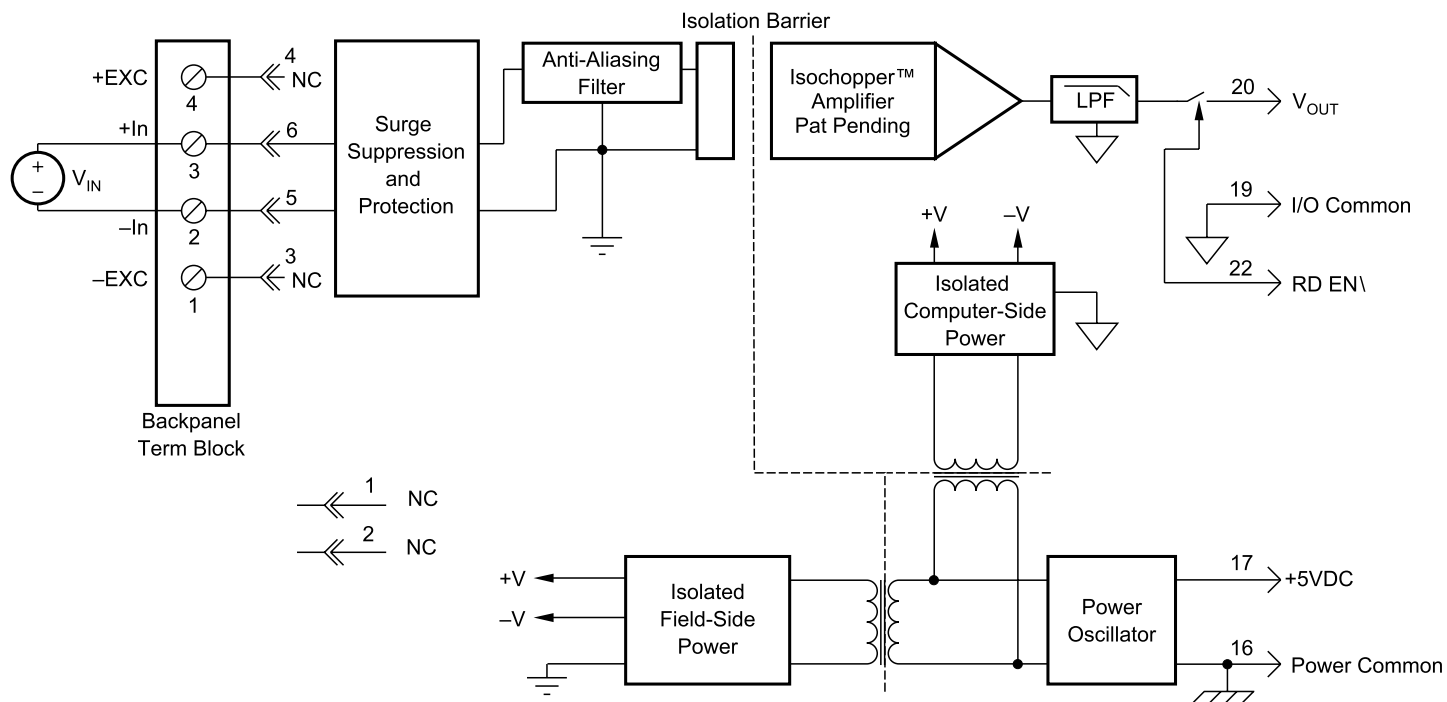 Isolation Barrier
+EXC
4
4
NC
Surge
Suppression
and
Protection
Anti-Aliasing
Filter
Isochopper™
Amplifier
Pat Pending
LPF
20
V_OUT
+In
3
6
+
–
V_IN
–In
2
5
–EXC
1
3
NC
Backpanel
Term Block
19
I/O Common
22
RD EN\
+V
–V
Isolated
Computer-Side
Power
1
NC
2
NC
+V
–V
Isolated
Field-Side
Power
Power
Oscillator
17
+5VDC
16
Power Common